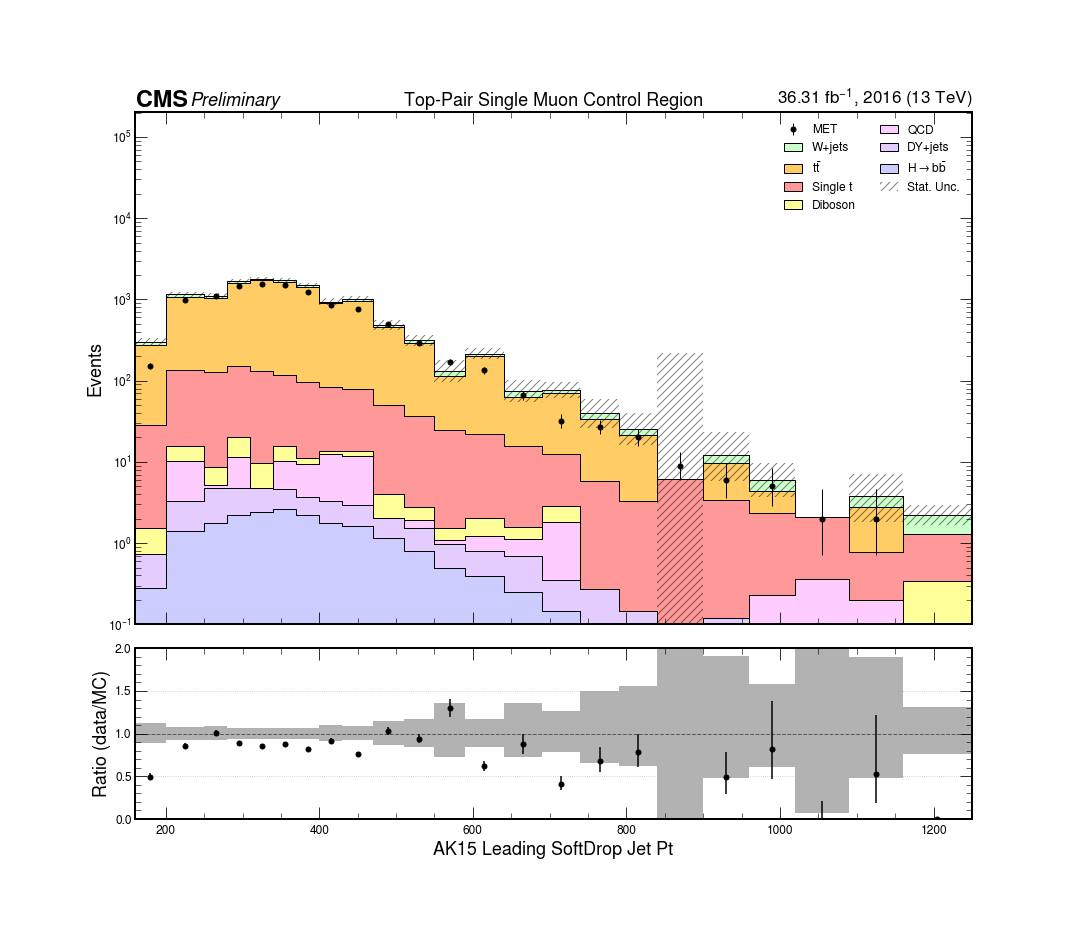 CMS Preliminary Top-Pair Single Muon Control Region 36.31 fb⁻¹, 2016 (13 TeV)
MET QCD
W+jets DY+jets
tt̄ H→bb̄
Single t Stat. Unc.
Diboson
Events
10⁵
10⁴
10³
10²
10¹
10⁰
10⁻¹
Ratio (data/MC)
2.0
1.5
1.0
0.5
0.0
200 400 600 800 1000 1200
AK15 Leading SoftDrop Jet Pt